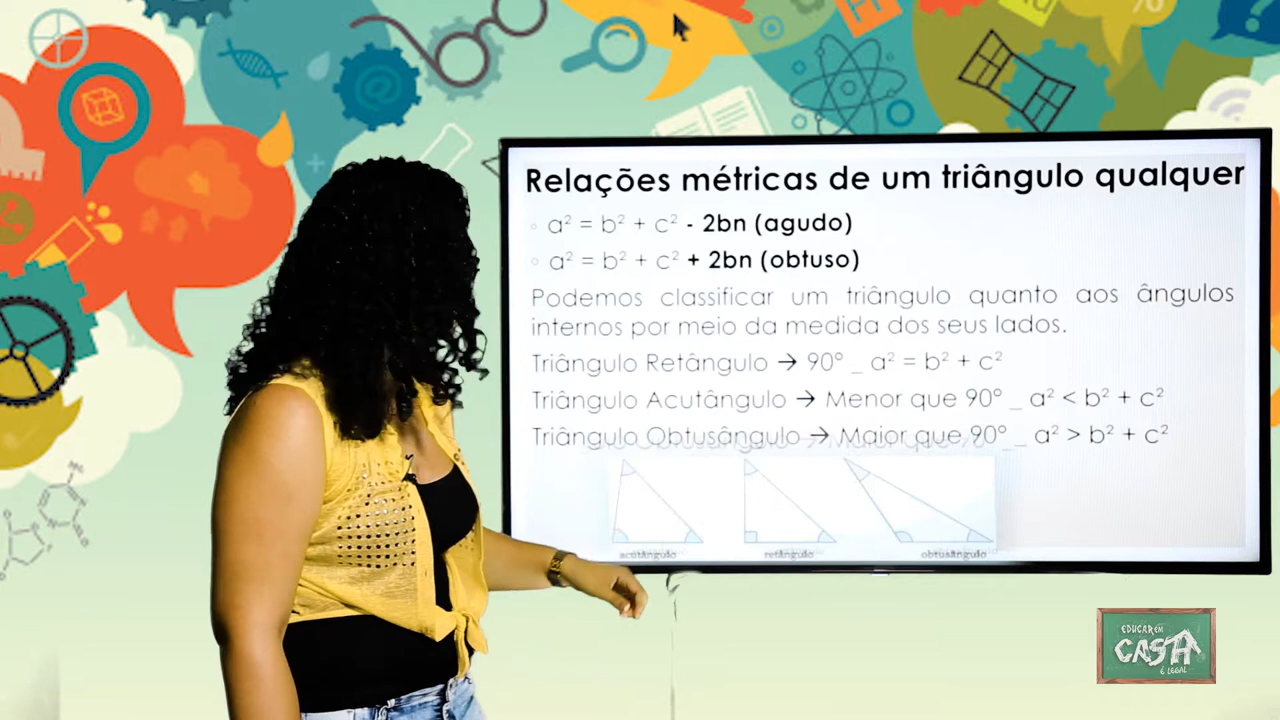 Relações métricas de um triângulo qualquer
a² = b² + c² - 2bn (agudo)
a² = b² + c² + 2bn (obtuso)
Podemos classificar um triângulo quanto aos ângulos
internos por meio da medida dos seus lados.
Triângulo Retângulo → 90° _ a² = b² + c²
Triângulo Acutângulo → Menor que 90° _ a² < b² + c²
Triângulo Obtusângulo → Maior que 90° _ a² > b² + c²
acutângulo retângulo obtusângulo
EDUCAR EM
CASA
É LEGAL